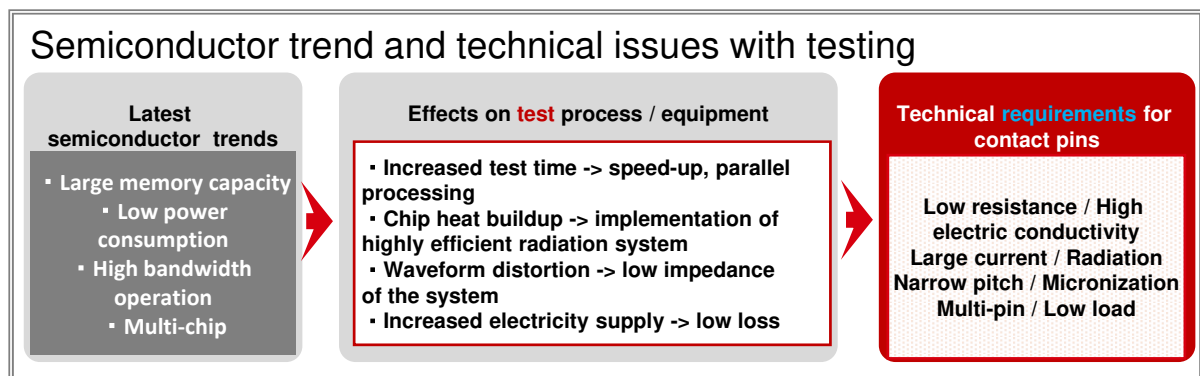 Semiconductor trend and technical issues with testing
Latest
semiconductor trends
・Large memory capacity
・Low power
consumption
・High bandwidth
operation
・Multi-chip
Effects on test process / equipment
・Increased test time -> speed-up, parallel
processing
・Chip heat buildup -> implementation of
highly efficient radiation system
・Waveform distortion -> low impedance
of the system
・Increased electricity supply -> low loss
Technical requirements for
contact pins
Low resistance / High
electric conductivity
Large current / Radiation
Narrow pitch / Micronization
Multi-pin / Low load